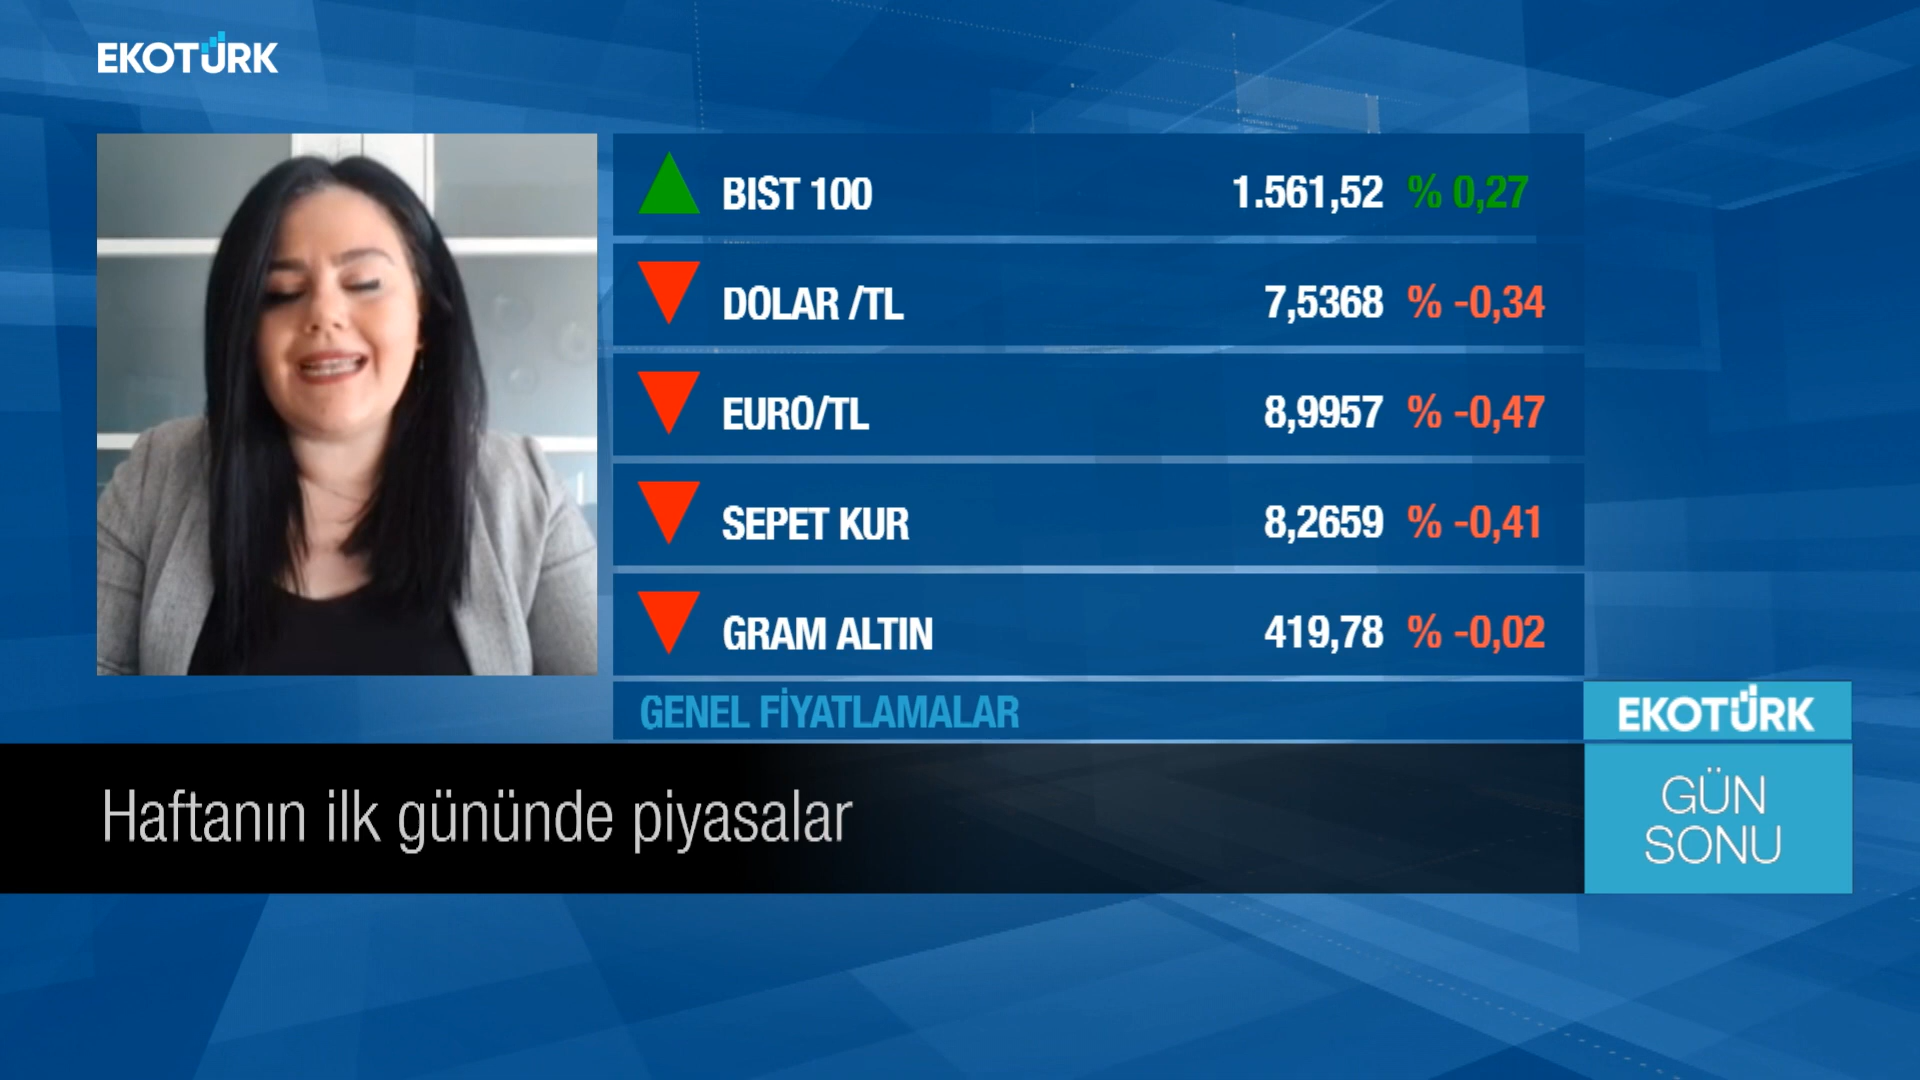 EKOTÜRK
BIST 100 1.561,52 % 0,27
DOLAR /TL 7,5368 % -0,34
EURO/TL 8,9957 % -0,47
SEPET KUR 8,2659 % -0,41
GRAM ALTIN 419,78 % -0,02
GENEL FİYATLAMALAR
EKOTÜRK
Haftanın ilk gününde piyasalar
GÜN
SONU